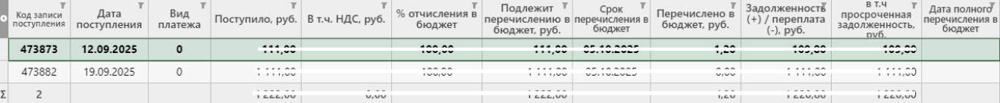 Код записи поступления Дата поступления Вид платежа Поступило, руб. В т.ч. НДС, руб. % отчисления в бюджет Подлежит перечислению в бюджет, руб. Срок перечисления в бюджет Перечислено в бюджет, руб. Задолженность (+) / переплата (-), руб. в т.ч просроченная задолженность, руб. Дата полного перечисления в бюджет
473873 12.09.2025 0 111,00 100,00 111,00 05.10.2025 1,20 109,80 109,80
473882 19.09.2025 0 1 111,00 100,00 1 111,00 05.10.2025 0,00 1 111,00 1 111,00
Σ 2 1 222,00 0,00 1 222,00 1,20 1 220,80 1 220,80